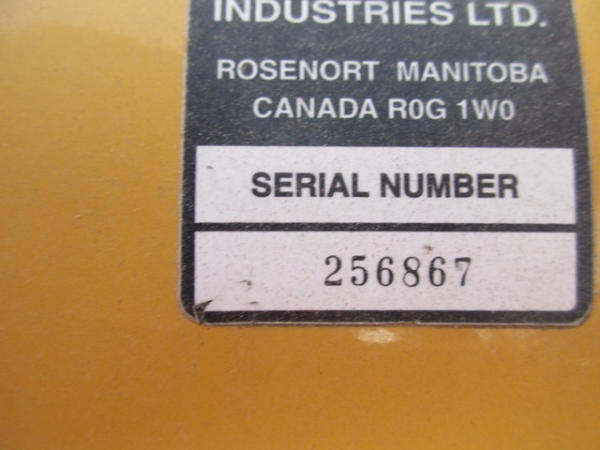 INDUSTRIES LTD.
ROSENORT MANITOBA
CANADA R0G 1W0
SERIAL NUMBER
256867